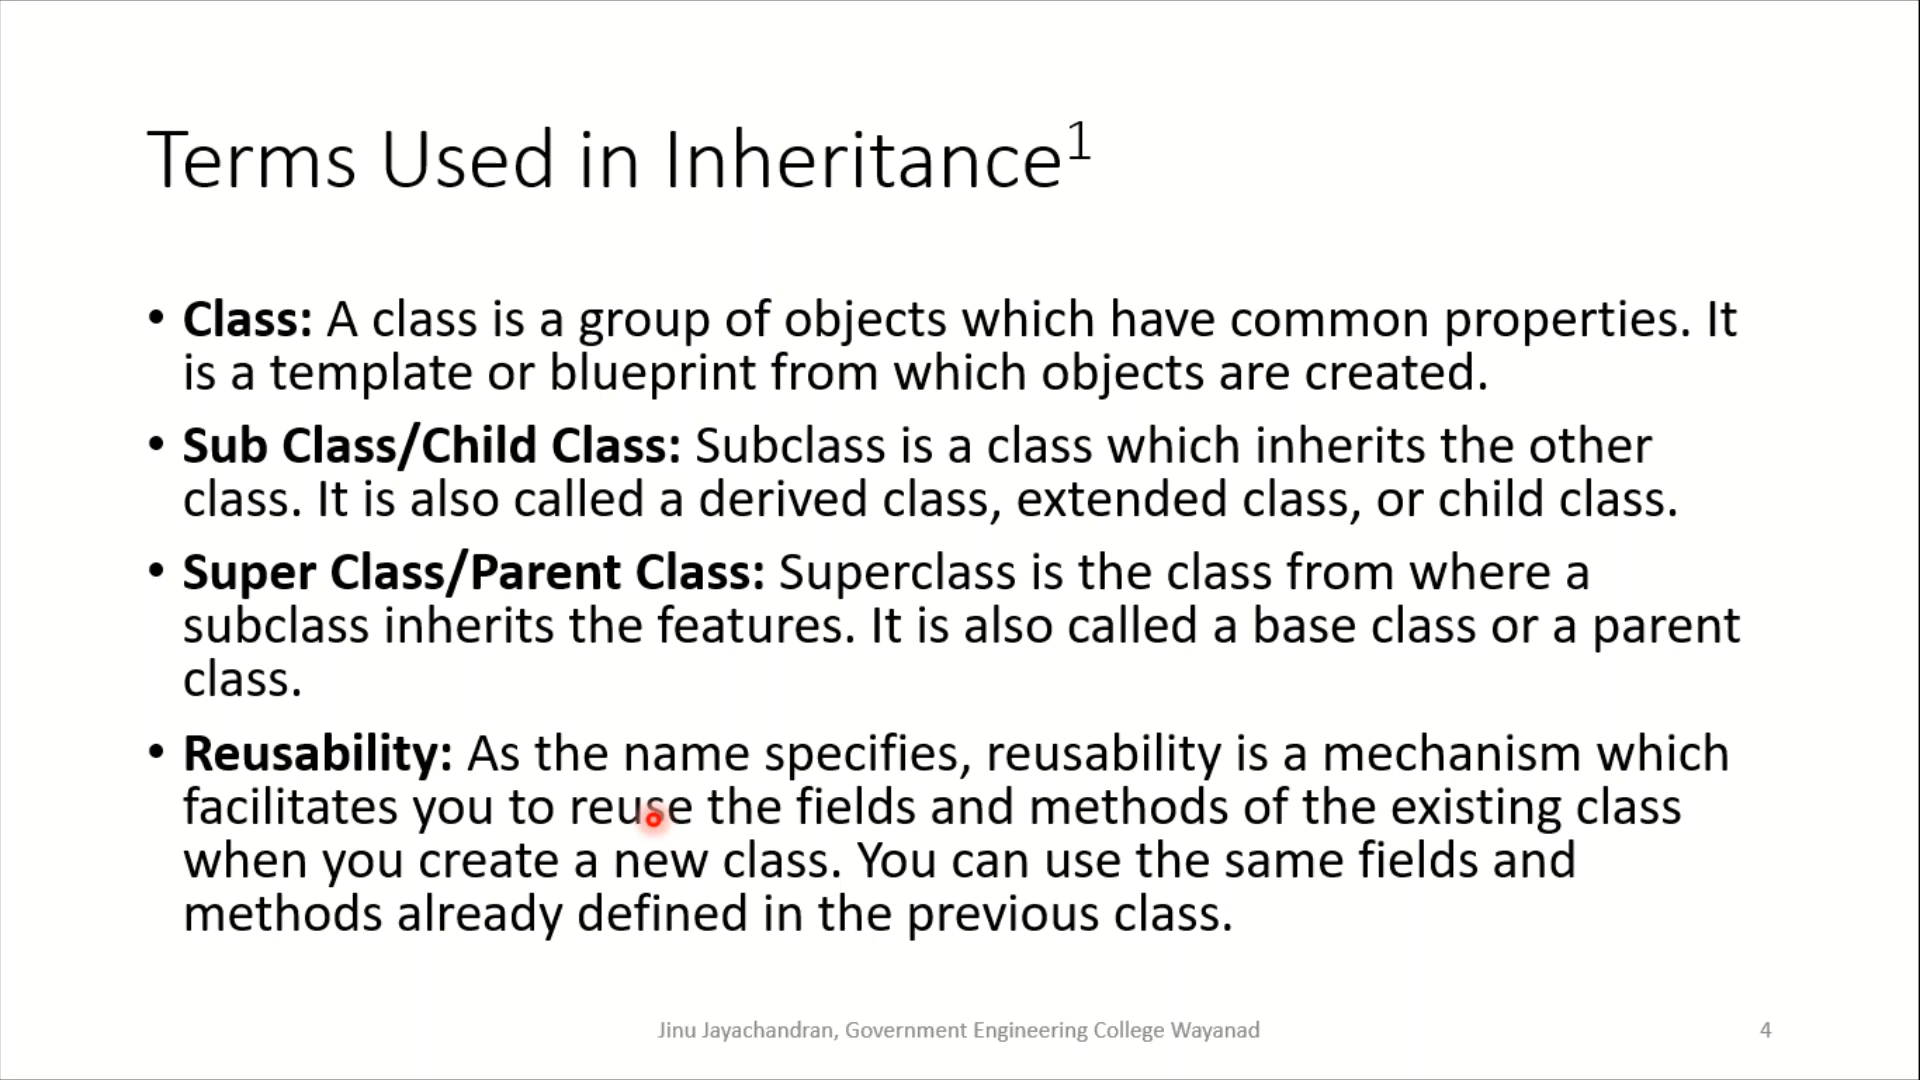 Terms Used in Inheritance¹
• Class: A class is a group of objects which have common properties. It
is a template or blueprint from which objects are created.
• Sub Class/Child Class: Subclass is a class which inherits the other
class. It is also called a derived class, extended class, or child class.
• Super Class/Parent Class: Superclass is the class from where a
subclass inherits the features. It is also called a base class or a parent
class.
• Reusability: As the name specifies, reusability is a mechanism which
facilitates you to reuse the fields and methods of the existing class
when you create a new class. You can use the same fields and
methods already defined in the previous class.
Jinu Jayachandran, Government Engineering College Wayanad
4